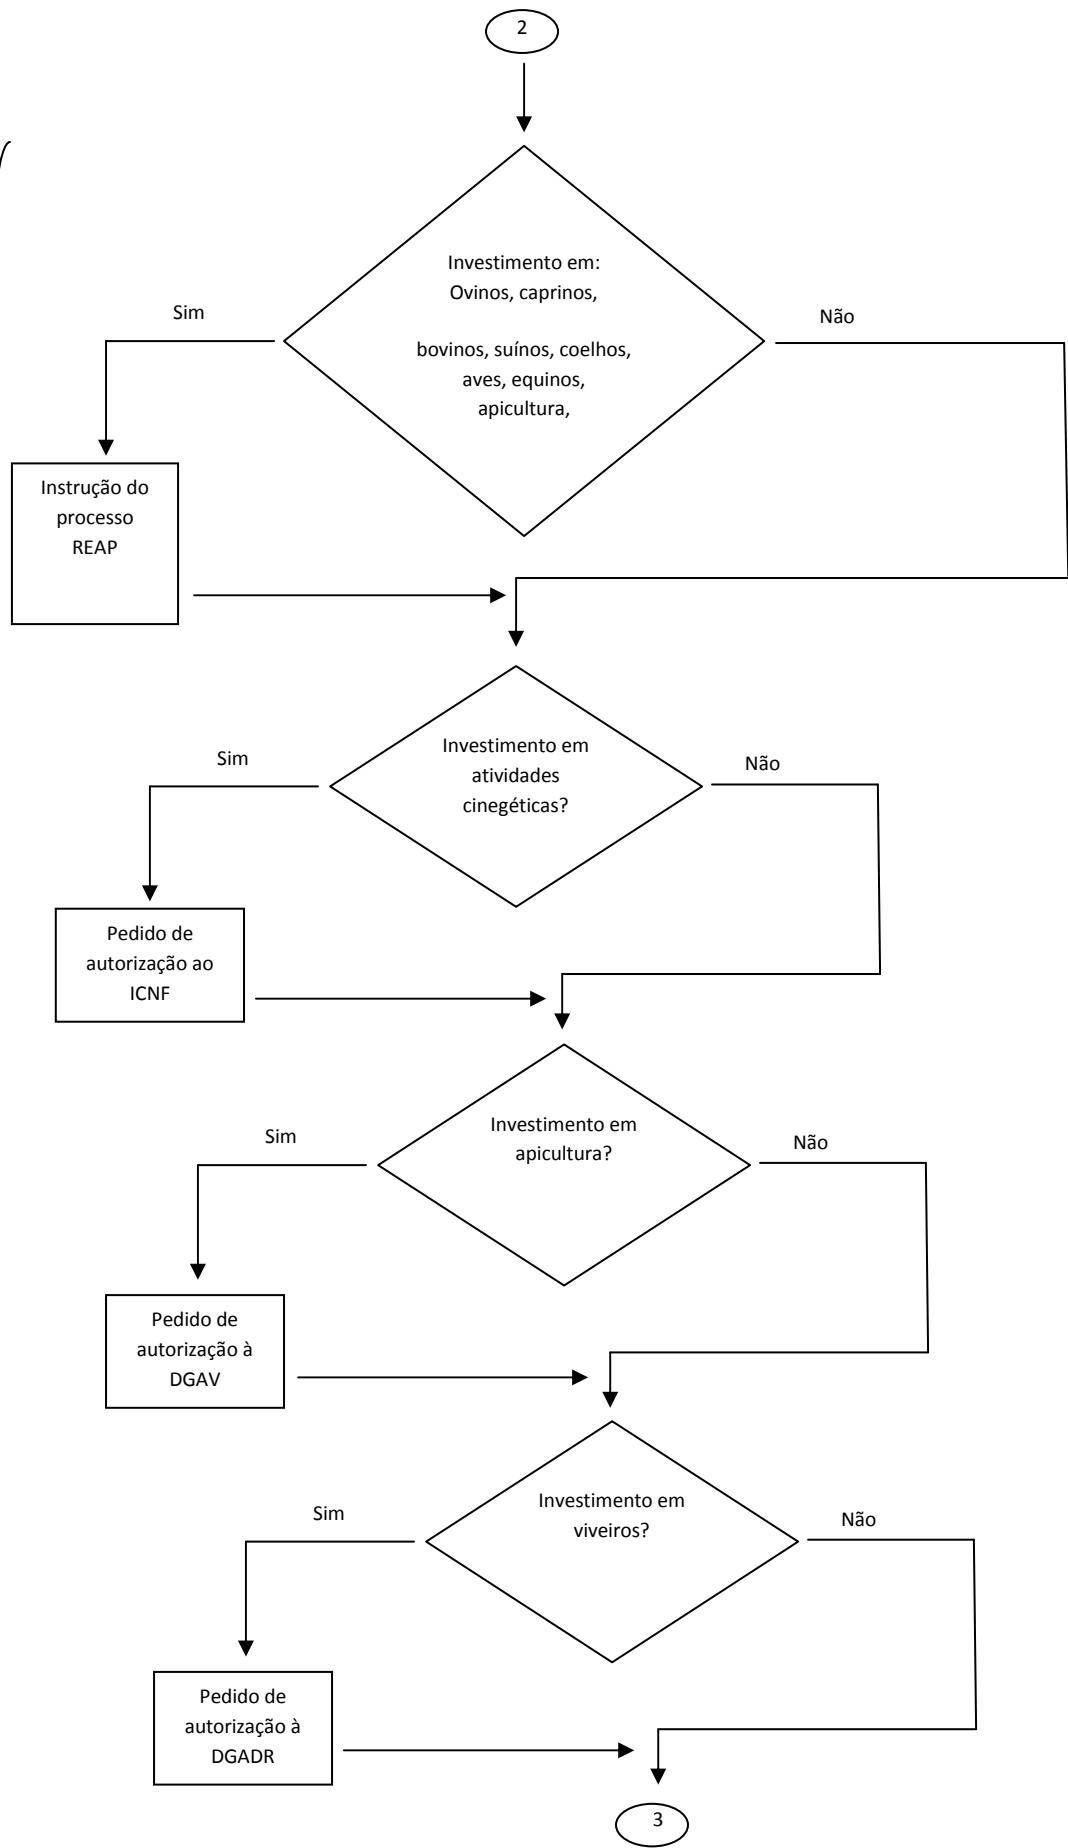 2
Investimento em:
Ovinos, caprinos,
bovinos, suínos, coelhos,
aves, equinos,
apicultura,
Sim
Não
Instrução do
processo
REAP
Investimento em
atividades
cinegéticas?
Sim
Não
Pedido de
autorização ao
ICNF
Investimento em
apicultura?
Sim
Não
Pedido de
autorização à
DGAV
Investimento em
viveiros?
Sim
Não
Pedido de
autorização à
DGADR
3